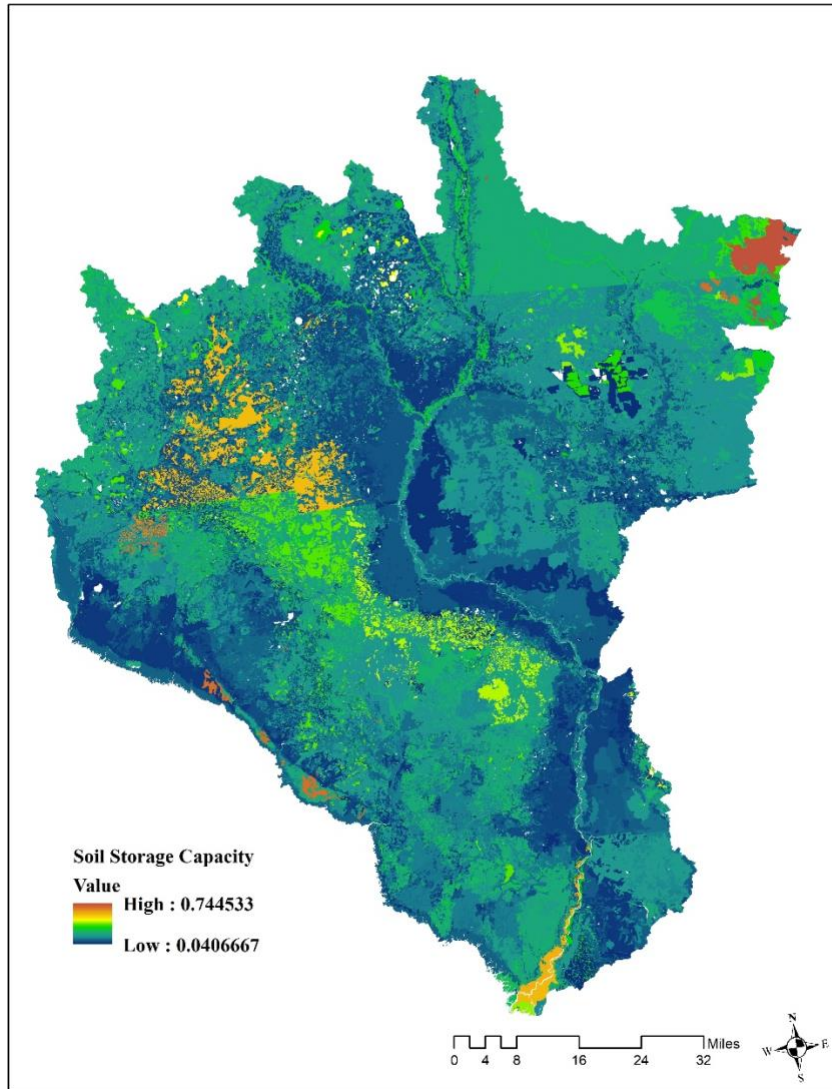 Soil Storage Capacity
Value
High : 0.744533
Low : 0.0406667
Miles
0 4 8 16 24 32
N
W E
S